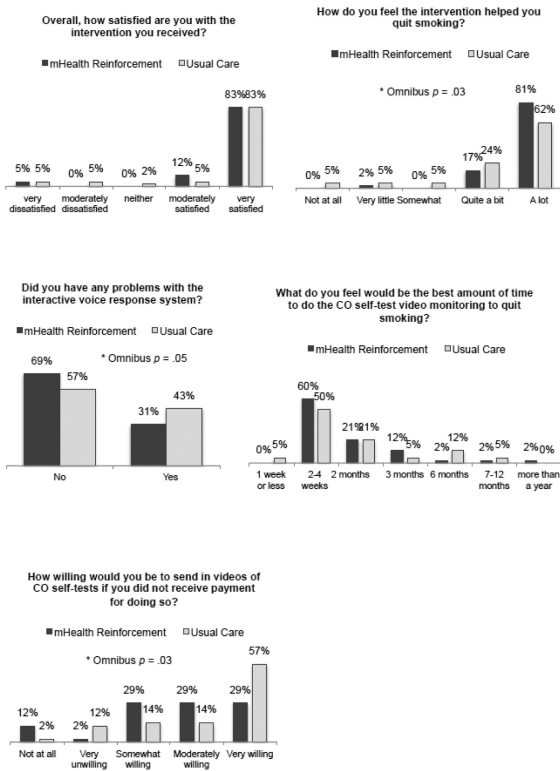 Overall, how satisfied are you with the
intervention you received?
mHealth Reinforcement Usual Care
5% 5% 0% 5% 0% 2% 12% 5% 83% 83%
very dissatisfied
moderately dissatisfied
neither
moderately satisfied
very satisfied
How do you feel the intervention helped you
quit smoking?
mHealth Reinforcement Usual Care
* Omnibus p = .03
0% 5% 2% 5% 0% 5% 17% 24% 81% 62%
Not at all Very little Somewhat Quite a bit A lot
Did you have any problems with the
interactive voice response system?
mHealth Reinforcement Usual Care
* Omnibus p = .05
69% 57% 31% 43%
No Yes
What do you feel would be the best amount of time
to do the CO self-test video monitoring to quit
smoking?
mHealth Reinforcement Usual Care
0% 5% 60% 50% 21% 21% 12% 5% 2% 12% 2% 5% 2% 0%
1 week or less
2-4 weeks
2 months
3 months
6 months
7-12 months
more than a year
How willing would you be to send in videos of
CO self-tests if you did not receive payment
for doing so?
mHealth Reinforcement Usual Care
* Omnibus p = .03
12% 2% 2% 12% 29% 14% 29% 14% 29% 57%
Not at all
Very unwilling
Somewhat willing
Moderately willing
Very willing